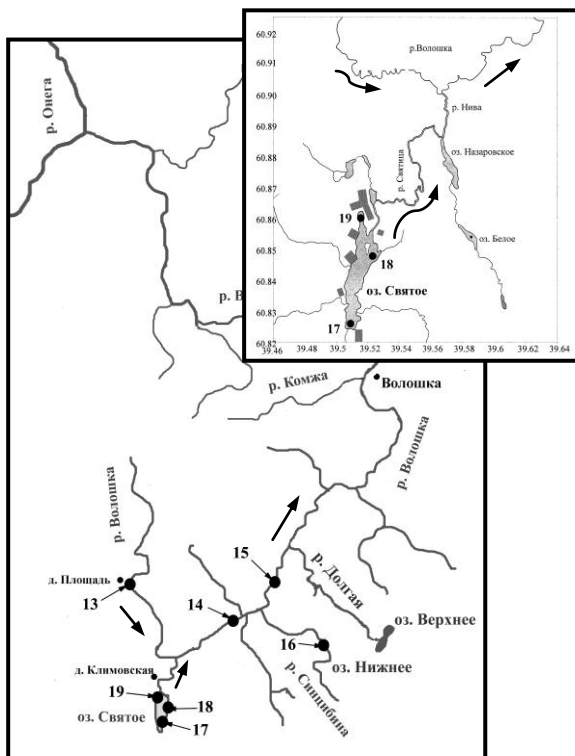 60.92
60.91
60.90
60.89
60.88
60.87
60.86
60.85
60.84
60.83
60.82
39.46
39.48
39.5
39.52
39.54
39.56
39.58
39.6
39.62
39.64
р.Волошка
р. Нива
оз. Назаровское
р. Святица
оз. Белое
19
18
оз. Святое
17
р. Онега
р. В
р. Комжа
Волошка
р. Волошка
р. Волошка
д. Площадь
13
14
15
р. Долгая
оз. Верхнее
16
оз. Нижнее
р. Синцибина
д. Климовская
19
18
оз. Святое
17